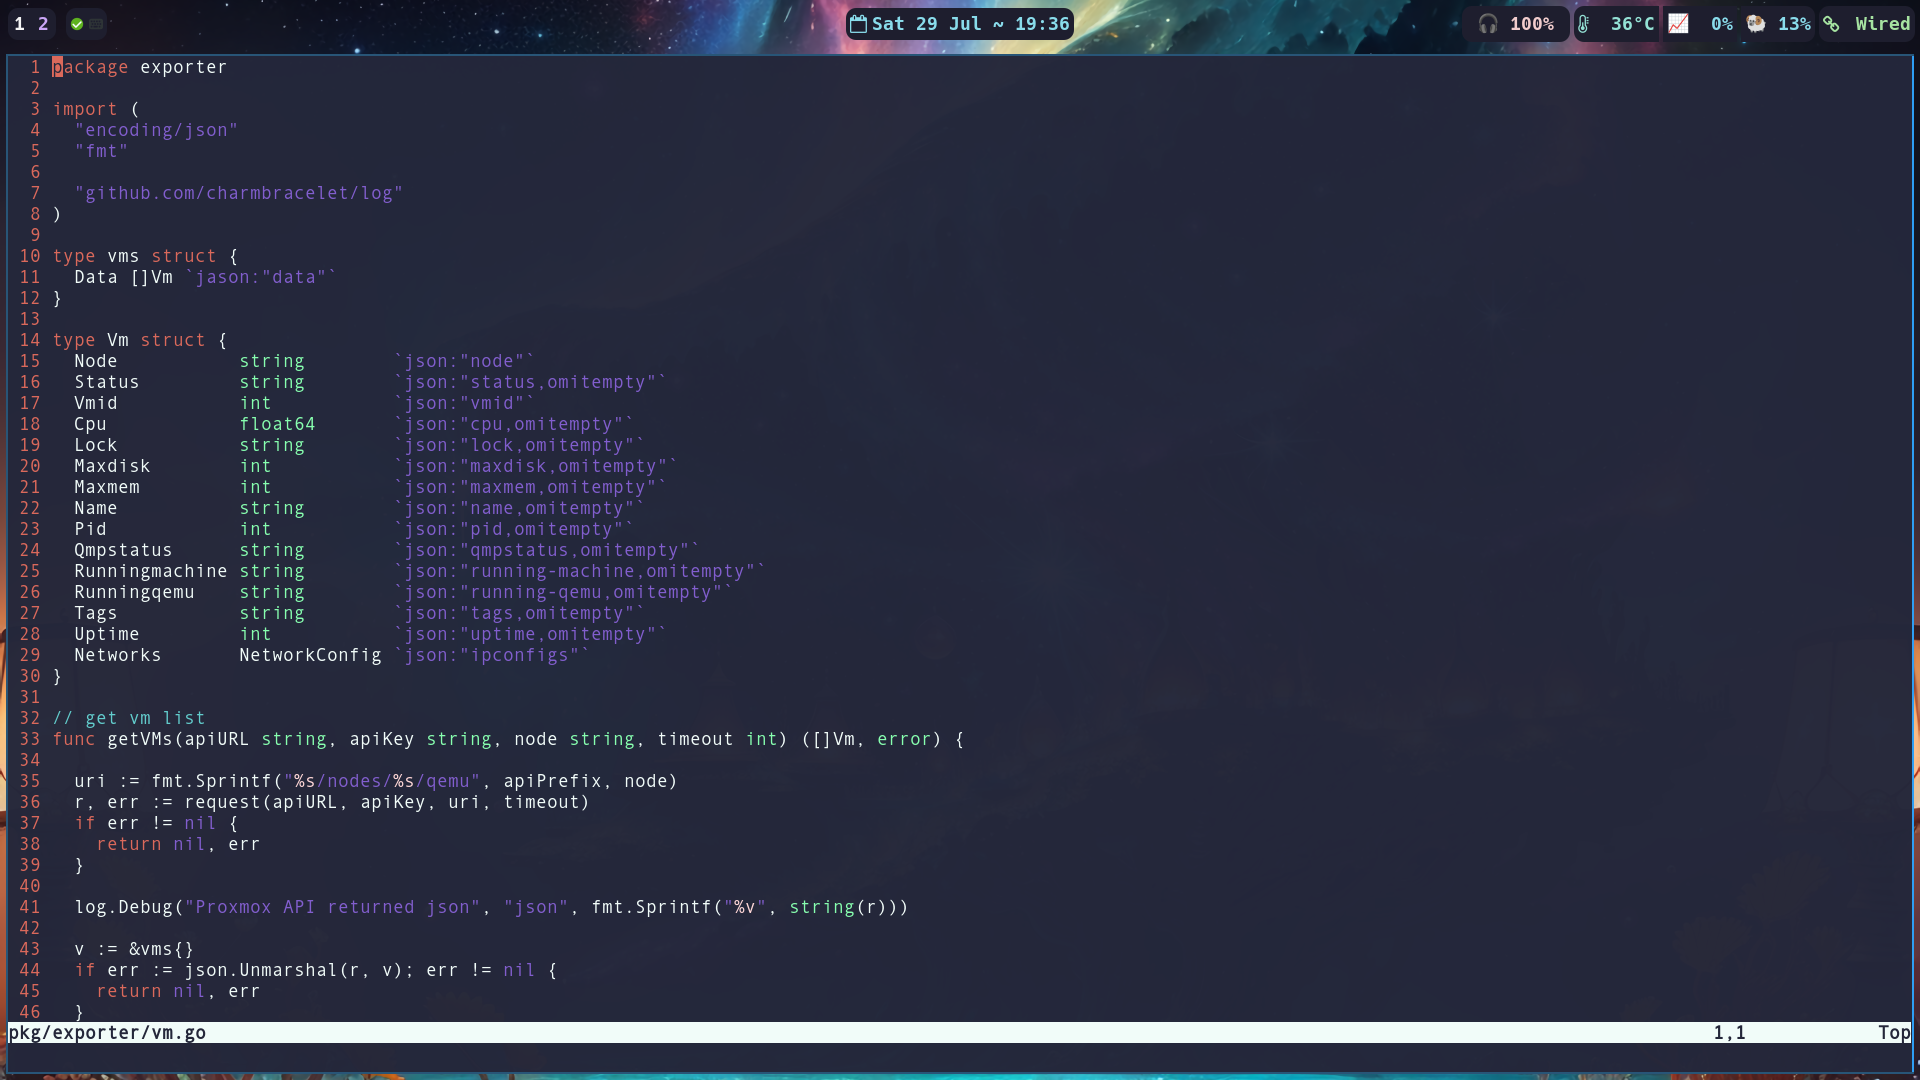 1 2
Sat 29 Jul ~ 19:36
100%
36°C
0%
13%
Wired
1 package exporter
2
3 import (
4   "encoding/json"
5   "fmt"
6
7   "github.com/charmbracelet/log"
8 )
9
10 type vms struct {
11   Data []Vm `jason:"data"`
12 }
13
14 type Vm struct {
15   Node           string        `json:"node"`
16   Status         string        `json:"status,omitempty"`
17   Vmid           int           `json:"vmid"`
18   Cpu            float64       `json:"cpu,omitempty"`
19   Lock           string        `json:"lock,omitempty"`
20   Maxdisk        int           `json:"maxdisk,omitempty"`
21   Maxmem         int           `json:"maxmem,omitempty"`
22   Name           string        `json:"name,omitempty"`
23   Pid            int           `json:"pid,omitempty"`
24   Qmpstatus      string        `json:"qmpstatus,omitempty"`
25   Runningmachine string        `json:"running-machine,omitempty"`
26   Runningqemu    string        `json:"running-qemu,omitempty"`
27   Tags           string        `json:"tags,omitempty"`
28   Uptime         int           `json:"uptime,omitempty"`
29   Networks       NetworkConfig `json:"ipconfigs"`
30 }
31
32 // get vm list
33 func getVMs(apiURL string, apiKey string, node string, timeout int) ([]Vm, error) {
34
35   uri := fmt.Sprintf("%s/nodes/%s/qemu", apiPrefix, node)
36   r, err := request(apiURL, apiKey, uri, timeout)
37   if err != nil {
38     return nil, err
39   }
40
41   log.Debug("Proxmox API returned json", "json", fmt.Sprintf("%v", string(r)))
42
43   v := &vms{}
44   if err := json.Unmarshal(r, v); err != nil {
45     return nil, err
46   }
pkg/exporter/vm.go 1,1 Top